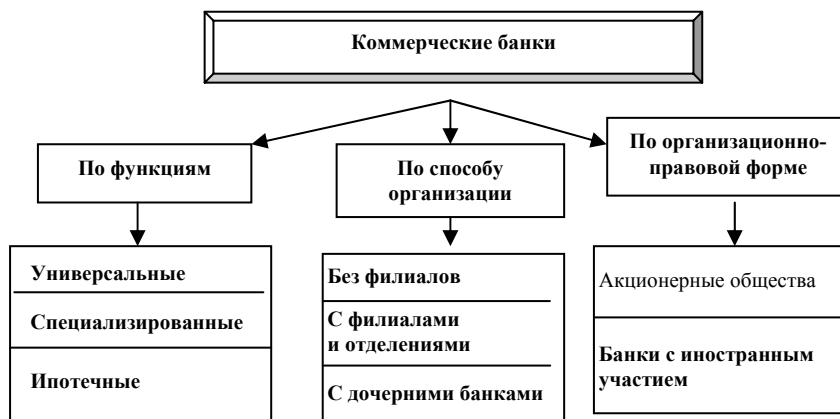 Коммерческие банки
По функциям
По способу
организации
По организационно-
правовой форме
Универсальные
Специализированные
Ипотечные
Без филиалов
С филиалами
и отделениями
С дочерними банками
Акционерные общества
Банки с иностранным
участием